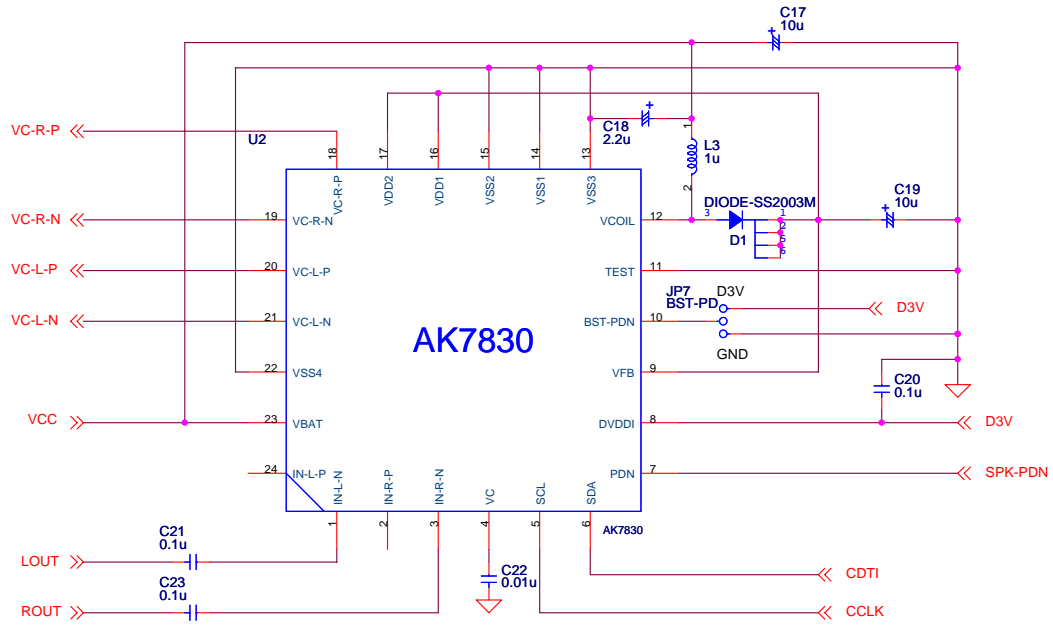 C17
10u
VC-R-P
U2
C18
2.2u
1
L3
1u
2
18
17
16
15
14
13
VC-R-P
VDD2
VDD1
VSS2
VSS1
VSS3
DIODE-SS2003M
C19
10u
VC-R-N
19
VC-R-N
VCOIL
12
3
D1
1
2
5
6
VC-L-P
20
VC-L-P
TEST
11
JP7
BST-PD
D3V
D3V
VC-L-N
21
VC-L-N
BST-PDN
10
AK7830
GND
22
VSS4
VFB
9
C20
0.1u
VCC
23
VBAT
DVDDI
8
D3V
24
IN-L-P
PDN
7
SPK-PDN
IN-L-N
IN-R-P
IN-R-N
VC
SCL
SDA
1
2
3
4
5
6
AK7830
C21
0.1u
LOUT
C22
0.01u
CDTI
C23
0.1u
ROUT
CCLK